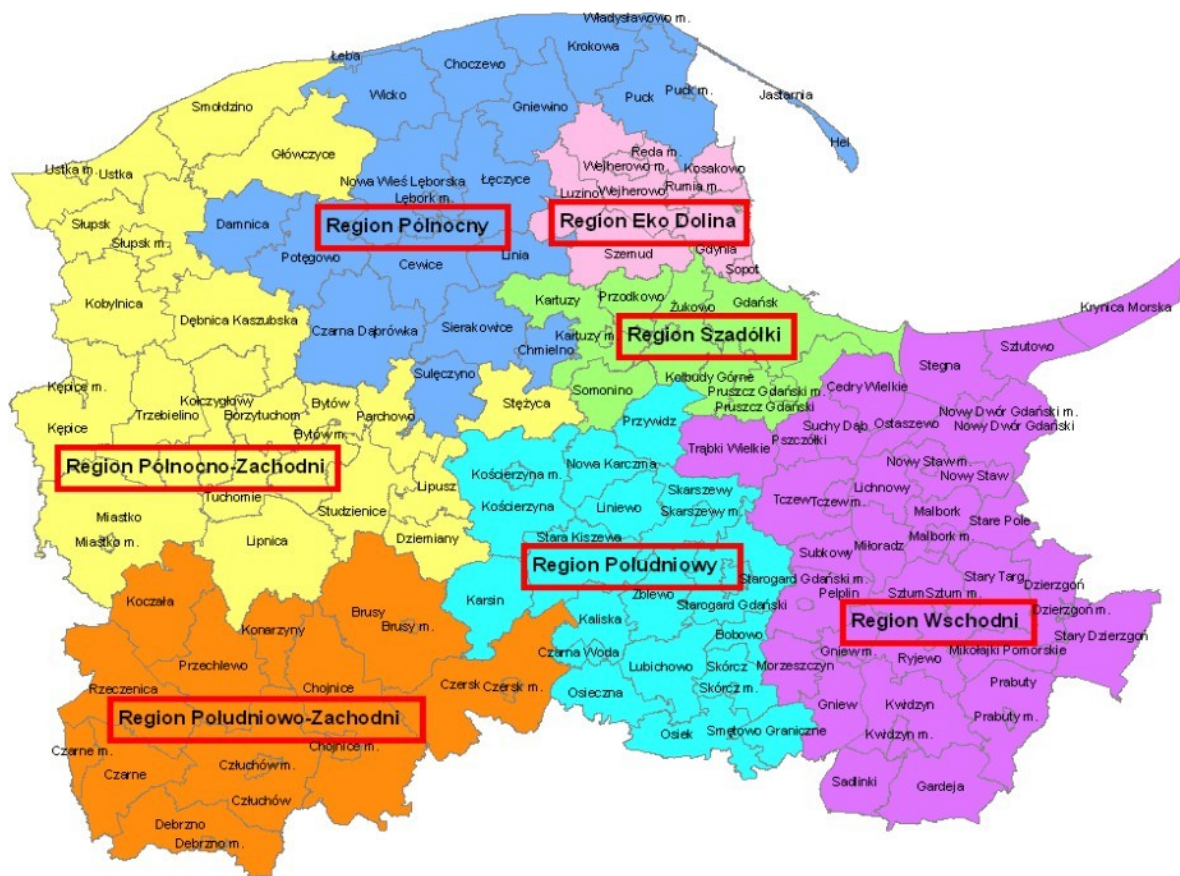 Władysławowo m.
Łeba
Choczewo
Krokowa
Wicko
Gniewino
Puck
Puck m.
Jastarnia
Hel
Smołdzino
Główczyce
Ustka m.
Ustka
Nowa Wieś Lęborska
Lębork m.
Łęczyce
Wejherowo m.
Reda m.
Kosakowo
Luzino
Wejherowo
Rumia m.
Słupsk
Słupsk m.
Damnica
Region Północny
Region Eko Dolina
Potęgowo
Cewice
Linia
Szemud
Gdynia
Sopot
Kobylnica
Dębnica Kaszubska
Czarna Dąbrówka
Sierakowice
Kartuzy
Przodkowo
Żukowo
Gdańsk
Krynica Morska
Kartuzy m.
Chmielno
Region Szadółki
Sztutowo
Stegna
Kępice m.
Kołczygłowy
Bytów
Sulęczyno
Somonino
Kolbudy Górne
Pruszcz Gdański m.
Pruszcz Gdański
Cedry Wielkie
Trzebielino
Borzytuchom
Parchowo
Stężyca
Przywidz
Kępice
Bytów m.
Suchy Dąb
Ostaszewo
Nowy Dwór Gdański m.
Nowy Dwór Gdański
Trąbki Wielkie
Pszczółki
Region Północno-Zachodni
Lipusz
Kościerzyna m.
Nowa Karczma
Skarszewy
Nowy Staw m.
Nowy Staw
Tuchomie
Studzienice
Kościerzyna
Liniewo
Skarszewy m.
Tczew
Tczew m.
Lichnowy
Malbork
Stare Pole
Miastko
Miastko m.
Lipnica
Dziemiany
Stara Kiszewa
Malbork m.
Subkowy
Miłoradz
Region Południowy
Starogard Gdański m.
Pelplin
Stary Targ
Dzierzgoń
Koczała
Brusy
Brusy m.
Karsin
Zblewo
Starogard Gdański
Sztum
Sztum m.
Dzierzgoń m.
Kaliska
Region Wschodni
Stary Dzierzgoń
Konarzyny
Czarna Woda
Bobowo
Gniew m.
Ryjewo
Mikołajki Pomorskie
Przechlewo
Lubichowo
Skórcz
Morzeszczyn
Rzeczenica
Chojnice
Czersk
Czersk m.
Osieczna
Skórcz m.
Gniew
Kwidzyn
Prabuty
Prabuty m.
Region Południowo-Zachodni
Osiek
Smętowo Graniczne
Kwidzyn m.
Czarne m.
Chojnice m.
Czarne
Człuchów m.
Człuchów
Sadlinki
Gardeja
Debrzno
Debrzno m.